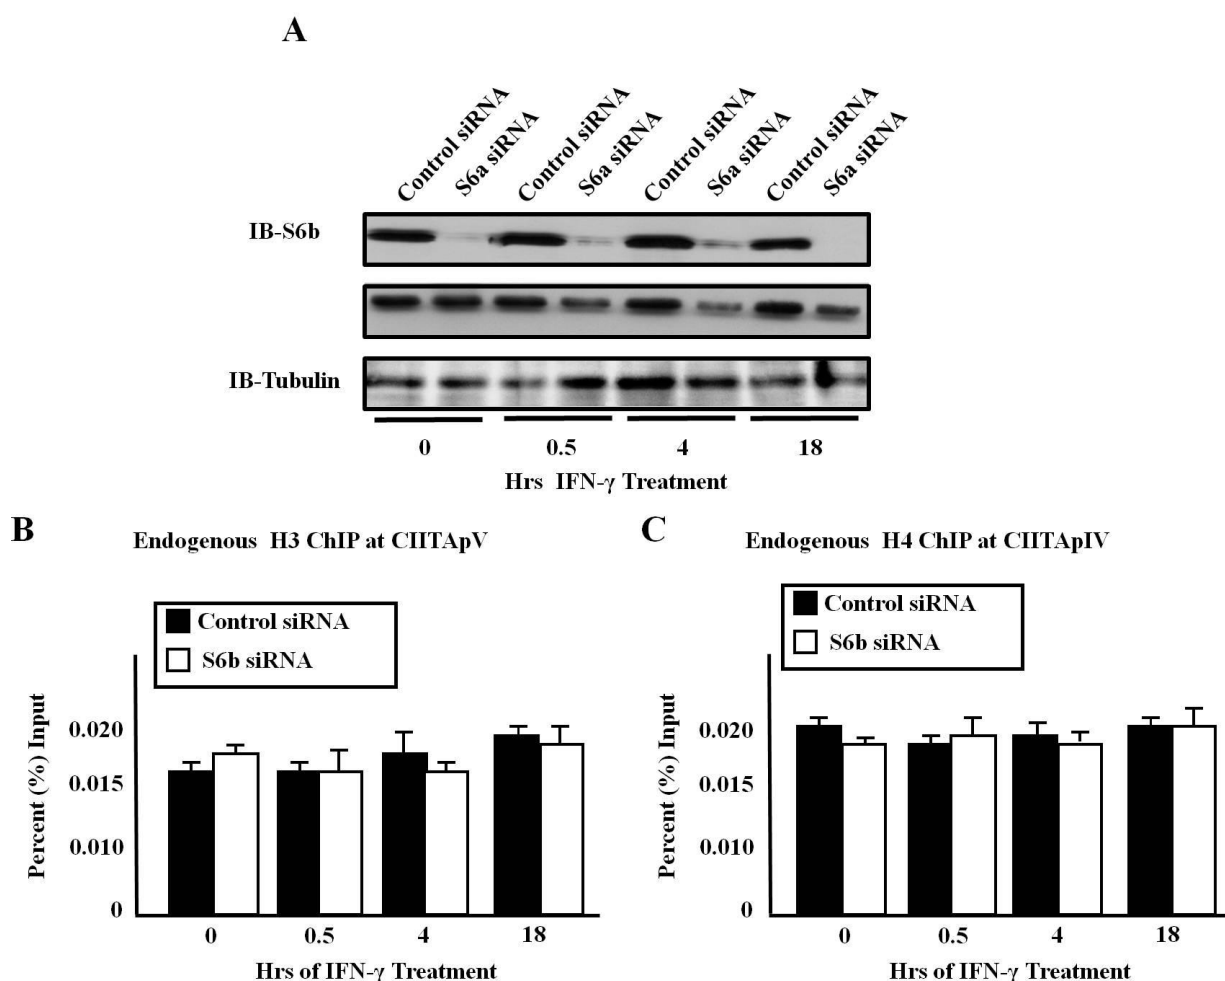 A
Control siRNA
S6a siRNA
Control siRNA
S6a siRNA
Control siRNA
S6a siRNA
Control siRNA
S6a siRNA
IB-S6b
IB-Tubulin
0 0.5 4 18
Hrs IFN-γ Treatment
B
Endogenous H3 ChIP at CIITApV
Control siRNA
S6b siRNA
Percent (%) Input
0.020
0.015
0.010
0
0 0.5 4 18
Hrs of IFN-γ Treatment
C
Endogenous H4 ChIP at CIITApIV
Control siRNA
S6b siRNA
Percent (%) Input
0.020
0.015
0.010
0
0 0.5 4 18
Hrs of IFN-γ Treatment